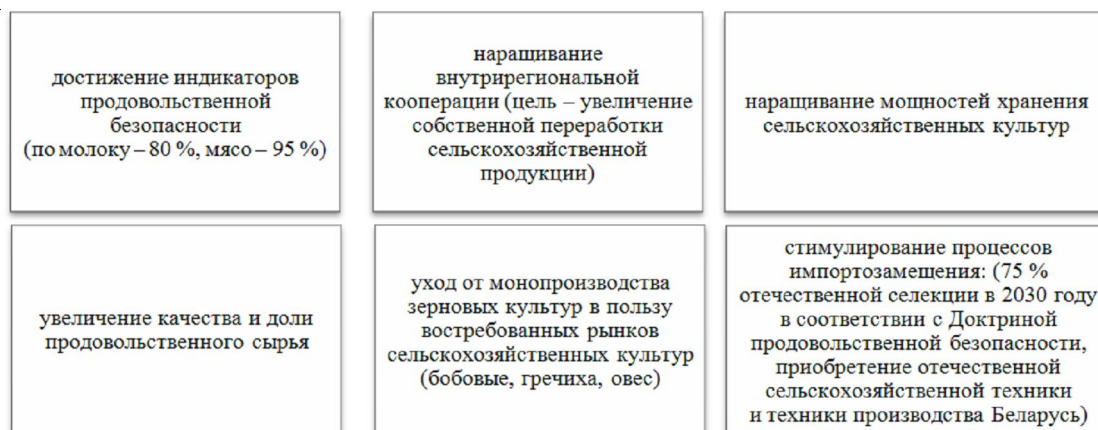 достижение индикаторов
продовольственной
безопасности
(по молоку – 80 %, мясо – 95 %)
наращивание
внутрирегиональной
кооперации (цель – увеличение
собственной переработки
сельскохозяйственной
продукции)
наращивание мощностей хранения
сельскохозяйственных культур
увеличение качества и доли
продовольственного сырья
уход от монопроизводства
зерновых культур в пользу
востребованных рынков
сельскохозяйственных культур
(бобовые, гречиха, овес)
стимулирование процессов
импортозамещения: (75 %
отечественной селекции в 2030 году
в соответствии с Доктриной
продовольственной безопасности,
приобретение отечественной
сельскохозяйственной техники
и техники производства Беларусь)